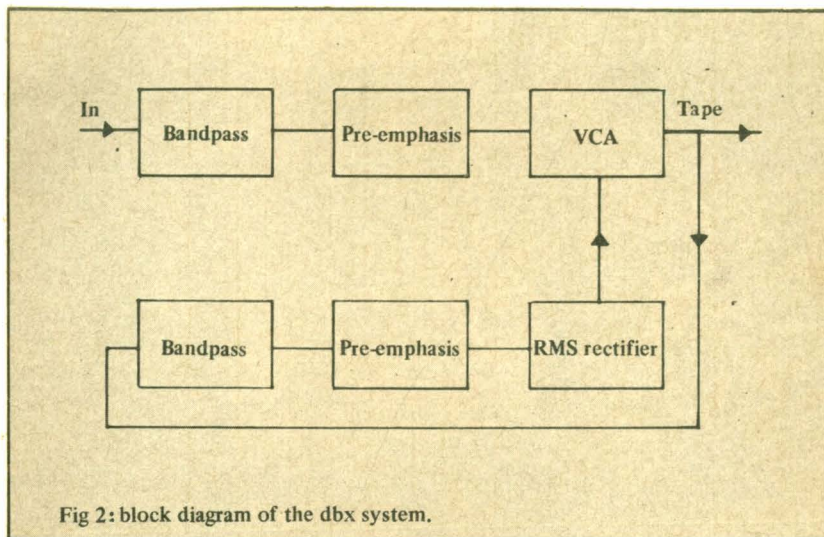 In
Bandpass
Pre-emphasis
VCA
Tape
Bandpass
Pre-emphasis
RMS rectifier
Fig 2: block diagram of the dbx system.